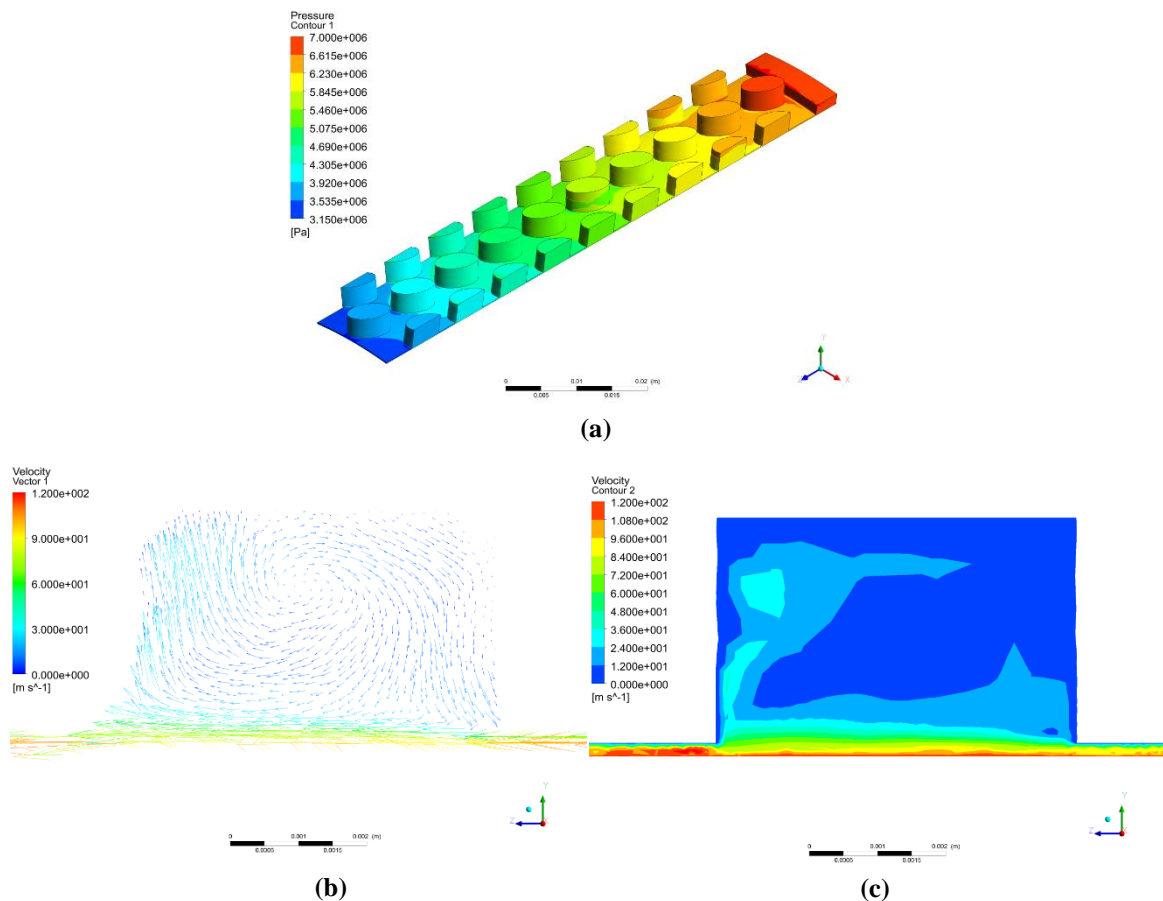 Pressure
Contour 1
7.000e+006
6.615e+006
6.230e+006
5.845e+006
5.460e+006
5.075e+006
4.690e+006
4.305e+006
3.920e+006
3.535e+006
3.150e+006
[Pa]
0 0.01 0.02 (m)
0.005 0.015
Y
Z X
(a)
Velocity
Vector 1
1.200e+002
9.000e+001
6.000e+001
3.000e+001
0.000e+000
[m s^-1]
0 0.001 0.002 (m)
0.0005 0.0015
Y
Z X
(b)
Velocity
Contour 2
1.200e+002
1.080e+002
9.600e+001
8.400e+001
7.200e+001
6.000e+001
4.800e+001
3.600e+001
2.400e+001
1.200e+001
0.000e+000
[m s^-1]
0 0.001 0.002 (m)
0.0005 0.0015
Y
Z X
(c)